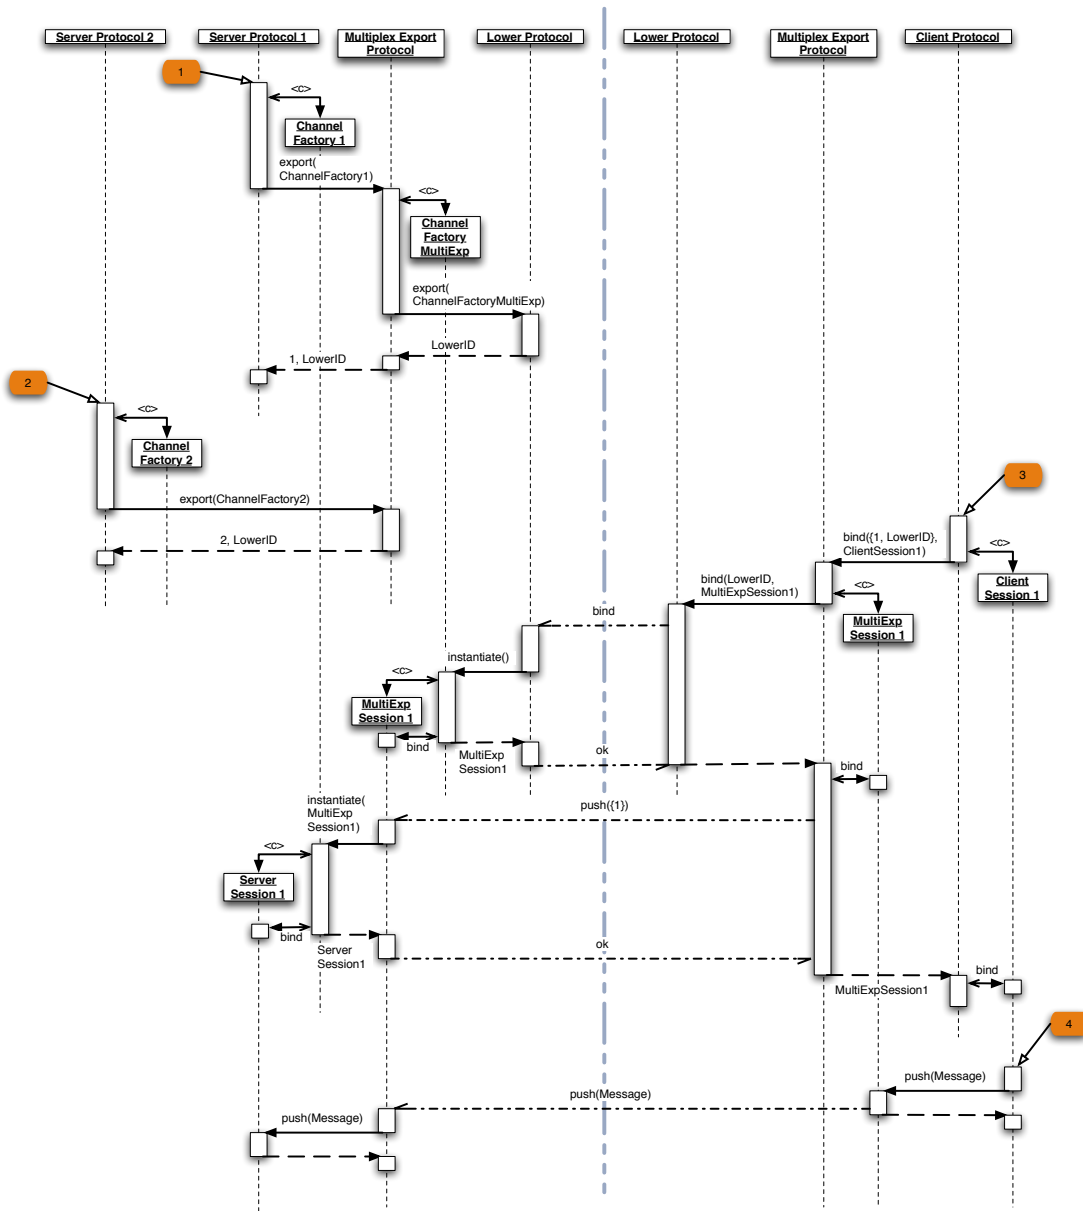 Server Protocol 2
Server Protocol 1
Multiplex Export
Protocol
Lower Protocol
Lower Protocol
Multiplex Export
Protocol
Client Protocol
1
<c>
Channel
Factory 1
export(
ChannelFactory1)
<c>
Channel
Factory
MultiExp
export(
ChannelFactoryMultiExp)
LowerID
1, LowerID
2
<c>
Channel
Factory 2
export(ChannelFactory2)
2, LowerID
3
bind({1, LowerID},
ClientSession1)
<c>
Client
Session 1
bind(LowerID,
MultiExpSession1)
<c>
MultiExp
Session 1
bind
instantiate()
<c>
MultiExp
Session 1
bind
MultiExp
Session1
ok
bind
push({1})
instantiate(
MultiExp
Session1)
<c>
Server
Session 1
bind
Server
Session1
ok
MultiExpSession1
bind
4
push(Message)
push(Message)
push(Message)